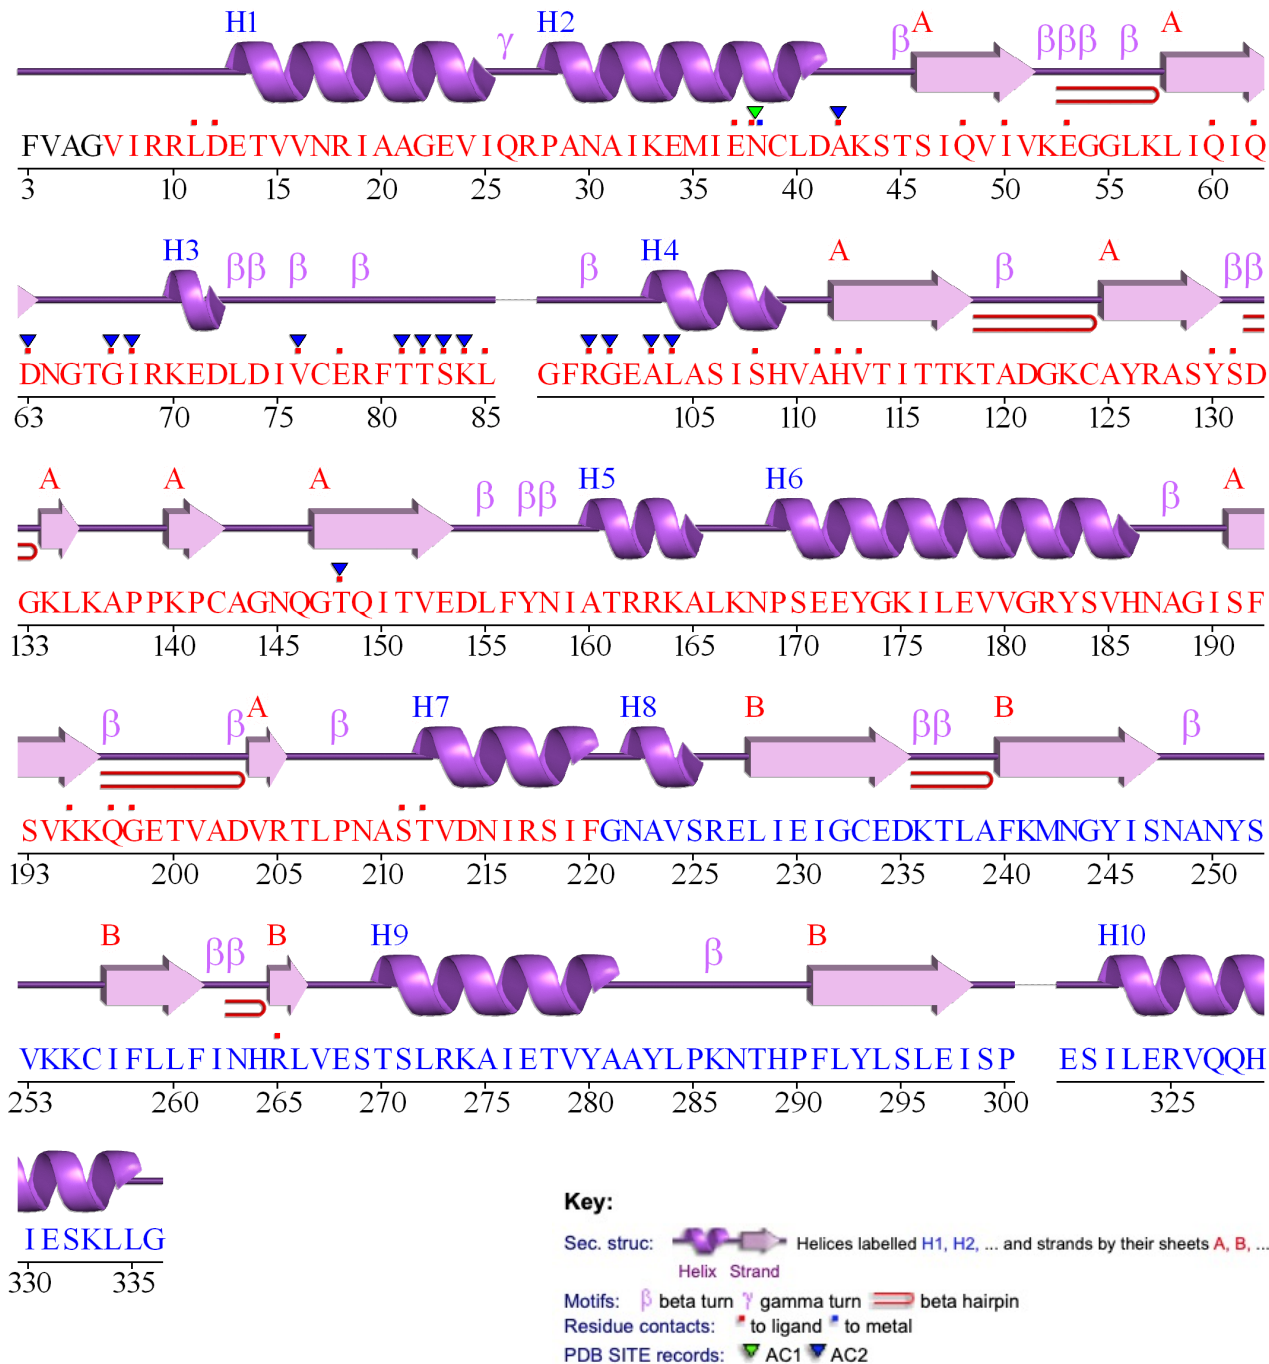 H1 γ H2 β A βββ β A
FVAGVIRRLDETVVNRIAAGEVIQRPANAIKEMIENCLDAKSTSIQVIVKEGGLKLIQIQ
3 10 15 20 25 30 35 40 45 50 55 60
H3 ββ β β β H4 A β A ββ
DNGTGIRKEDLDIVCERFTTSKL GFRGEALASISHVAHVTITTKTADGKCAYRASYSD
63 70 75 80 85 105 110 115 120 125 130
A A A β ββ H5 H6 β A
GKLKAPPKPCAGNQGTQITVEDLFYNIATRRKALKNPSEEYGKILEVVGRYSVHNAGISF
133 140 145 150 155 160 165 170 175 180 185 190
β β A β H7 H8 B ββ B β
SVKKQGETVADVRTLPNASTVDNIRSIFGNAVSRELIEIGCEDKTLAFKMNGYISNANYS
193 200 205 210 215 220 225 230 235 240 245 250
B ββ B H9 β B H10
VKKCIFLLFINHRLVESTSLRKAIETVYAAYLPKNTHPFLYLSLEISP ESILERVQQH
253 260 265 270 275 280 285 290 295 300 325
IESKLLG
330 335
Key:
Sec. struc: Helices labelled H1, H2, ... and strands by their sheets A, B, ...
Helix Strand
Motifs: β beta turn γ gamma turn beta hairpin
Residue contacts: to ligand to metal
PDB SITE records: AC1 AC2